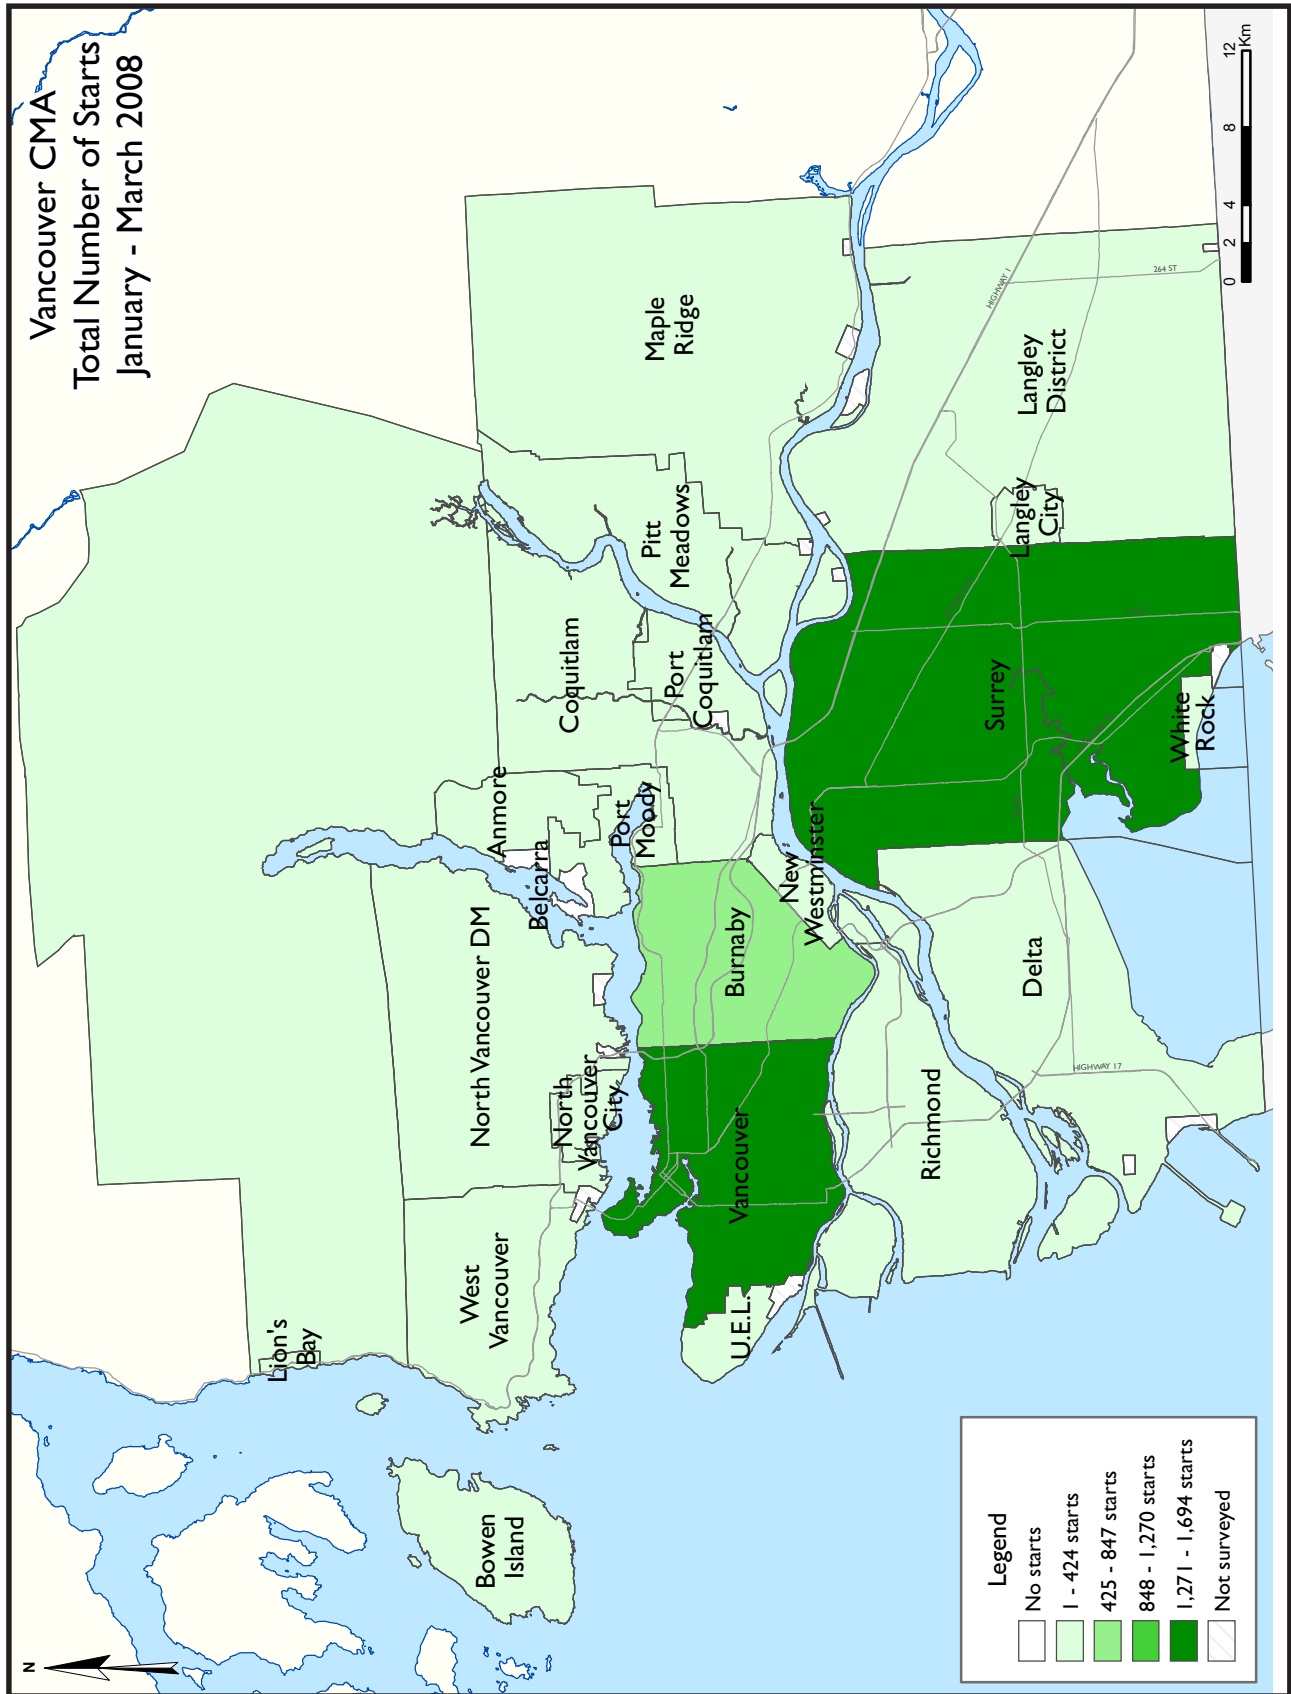 Vancouver CMA
Total Number of Starts
January - March 2008
N
Lion's
Bay
Bowen
Island
West
Vancouver
North Vancouver DM
North
Vancouver
City
Belcarra
Anmore
Port
Moody
Coquitlam
Port
Coquitlam
Pitt
Meadows
Maple
Ridge
U.E.L.
Vancouver
Burnaby
New
Westminster
Richmond
Delta
Surrey
White
Rock
Langley
City
Langley
District
HIGHWAY 1
264 ST
HIGHWAY 17
Legend
No starts
1 - 424 starts
425 - 847 starts
848 - 1,270 starts
1,271 - 1,694 starts
Not surveyed
0 2 4 8 12
Km